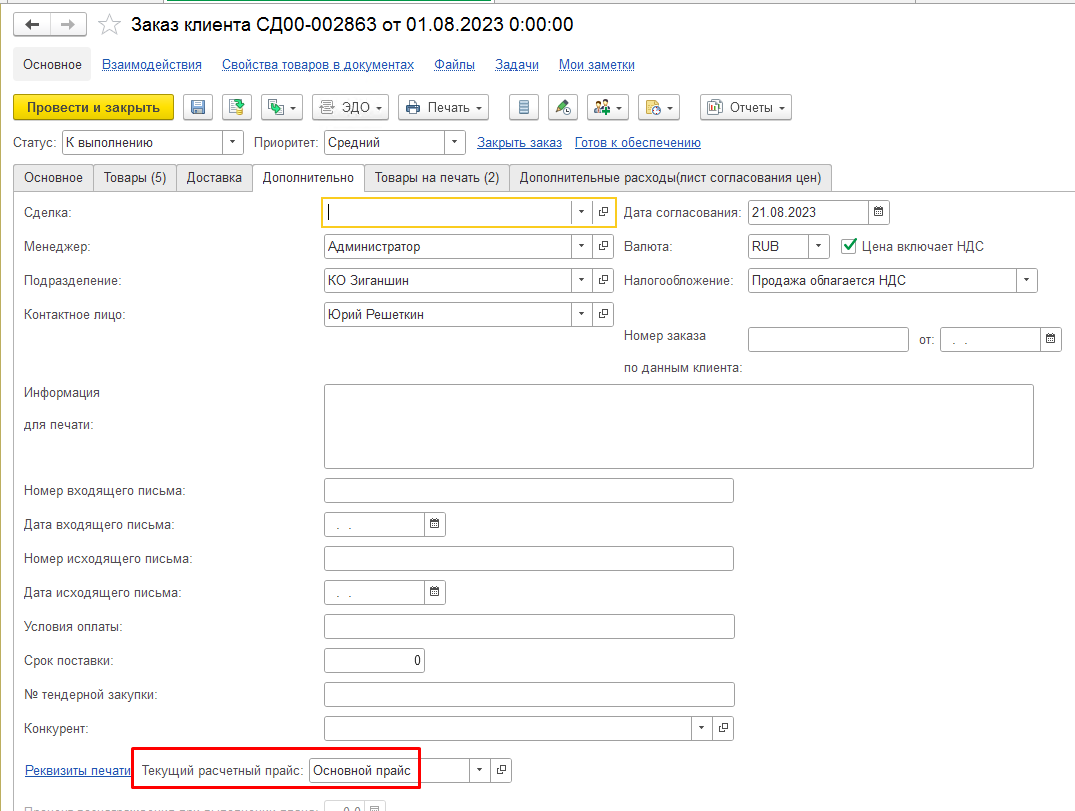 Заказ клиента СД00-002863 от 01.08.2023 0:00:00
Основное Взаимодействия Свойства товаров в документах Файлы Задачи Мои заметки
Провести и закрыть ЭДО Печать Отчеты
Статус: К выполнению Приоритет: Средний Закрыть заказ Готов к обеспечению
Основное Товары (5) Доставка Дополнительно Товары на печать (2) Дополнительные расходы(лист согласования цен)
Сделка: Дата согласования: 21.08.2023
Менеджер: Администратор Валюта: RUB Цена включает НДС
Подразделение: КО Зиганшин Налогообложение: Продажа облагается НДС
Контактное лицо: Юрий Решеткин
Номер заказа
по данным клиента: от: . .
Информация
для печати:
Номер входящего письма:
Дата входящего письма: . .
Номер исходящего письма:
Дата исходящего письма: . .
Условия оплаты:
Срок поставки: 0
№ тендерной закупки:
Конкурент:
Реквизиты печати Текущий расчетный прайс: Основной прайс